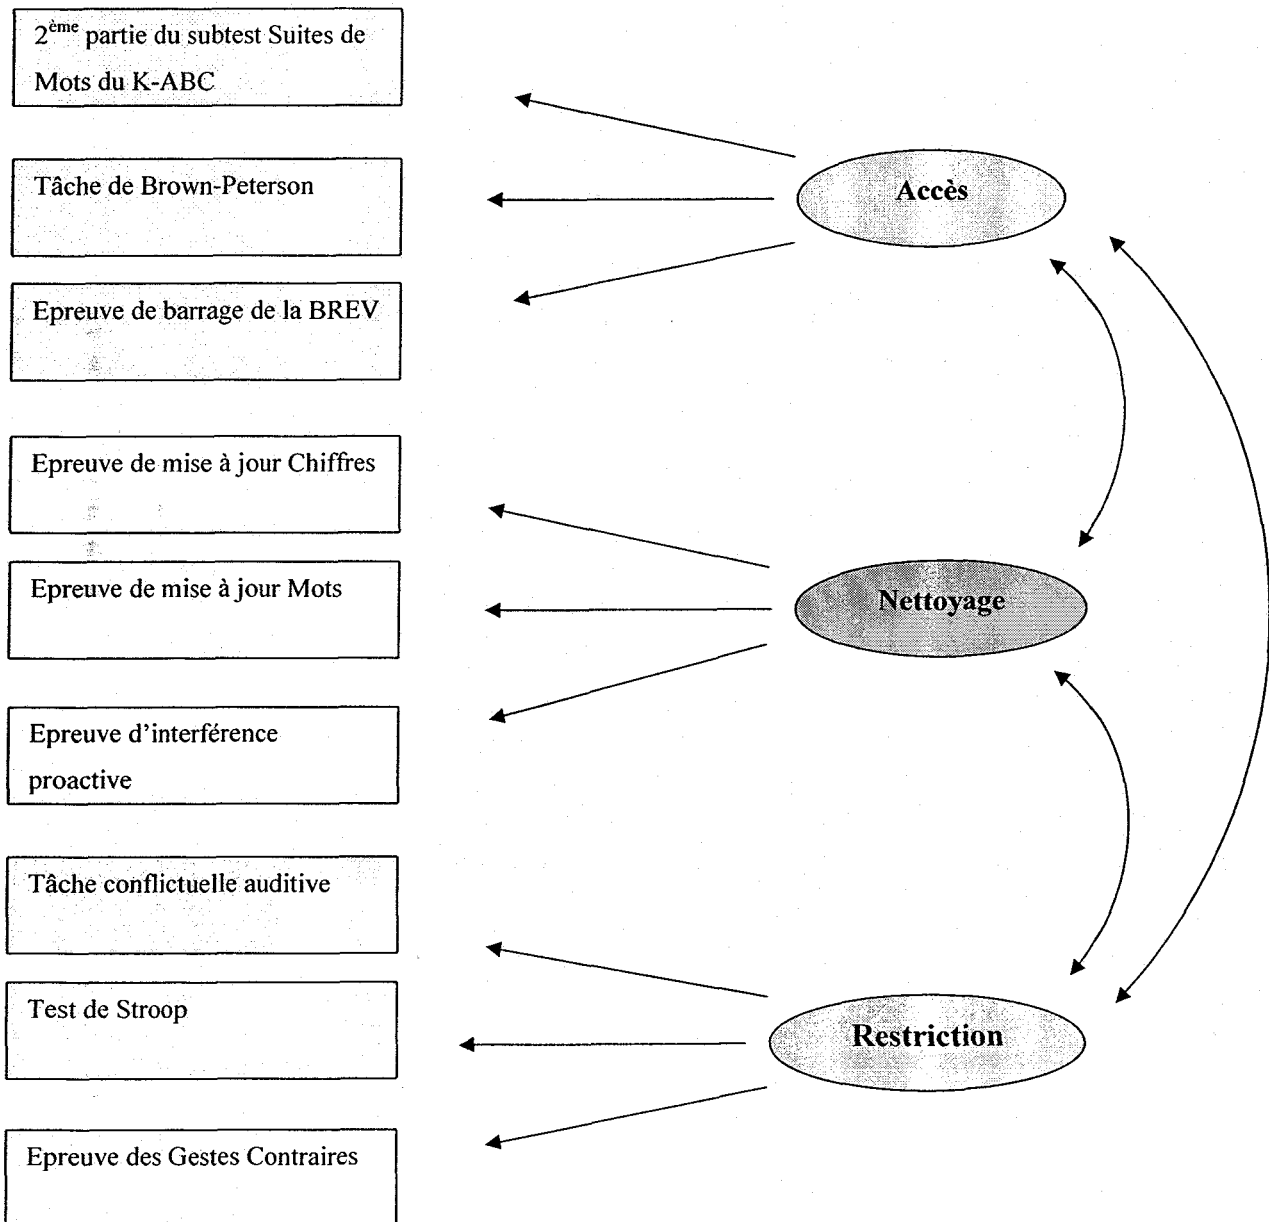 2ème partie du subtest Suites de
Mots du K-ABC
Tâche de Brown-Peterson
Accès
Epreuve de barrage de la BREV
Epreuve de mise à jour Chiffres
Epreuve de mise à jour Mots
Nettoyage
Epreuve d'interférence
proactive
Tâche conflictuelle auditive
Test de Stroop
Restriction
Epreuve des Gestes Contraires